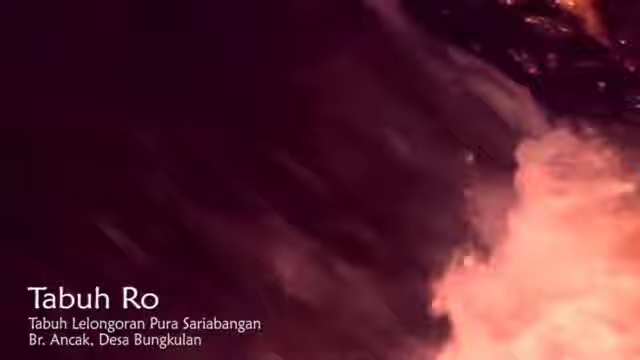 Tabuh Ro
Tabuh Lelongoran Pura Sariabangan
Br. Ancak, Desa Bungkulan